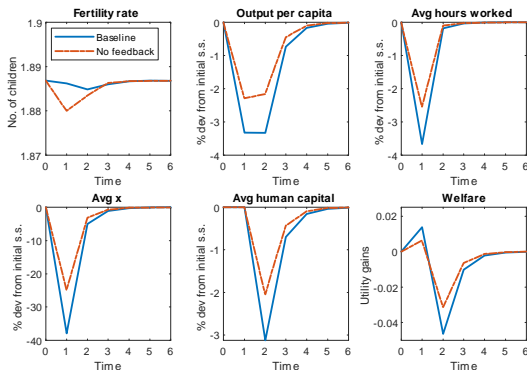 Fertility rate
Baseline
No feedback
No. of children
1.9
1.89
1.88
1.87
0 1 2 3 4 5 6
Time
Output per capita
% dev from initial s.s.
0
-1
-2
-3
-4
0 1 2 3 4 5 6
Time
Avg hours worked
% dev from initial s.s.
0
-1
-2
-3
-4
0 1 2 3 4 5 6
Time
Avg x
% dev from initial s.s.
0
-10
-20
-30
-40
0 1 2 3 4 5 6
Time
Avg human capital
% dev from initial s.s.
0
-1
-2
-3
0 1 2 3 4 5 6
Time
Welfare
Utility gains
0.02
0
-0.02
-0.04
0 1 2 3 4 5 6
Time